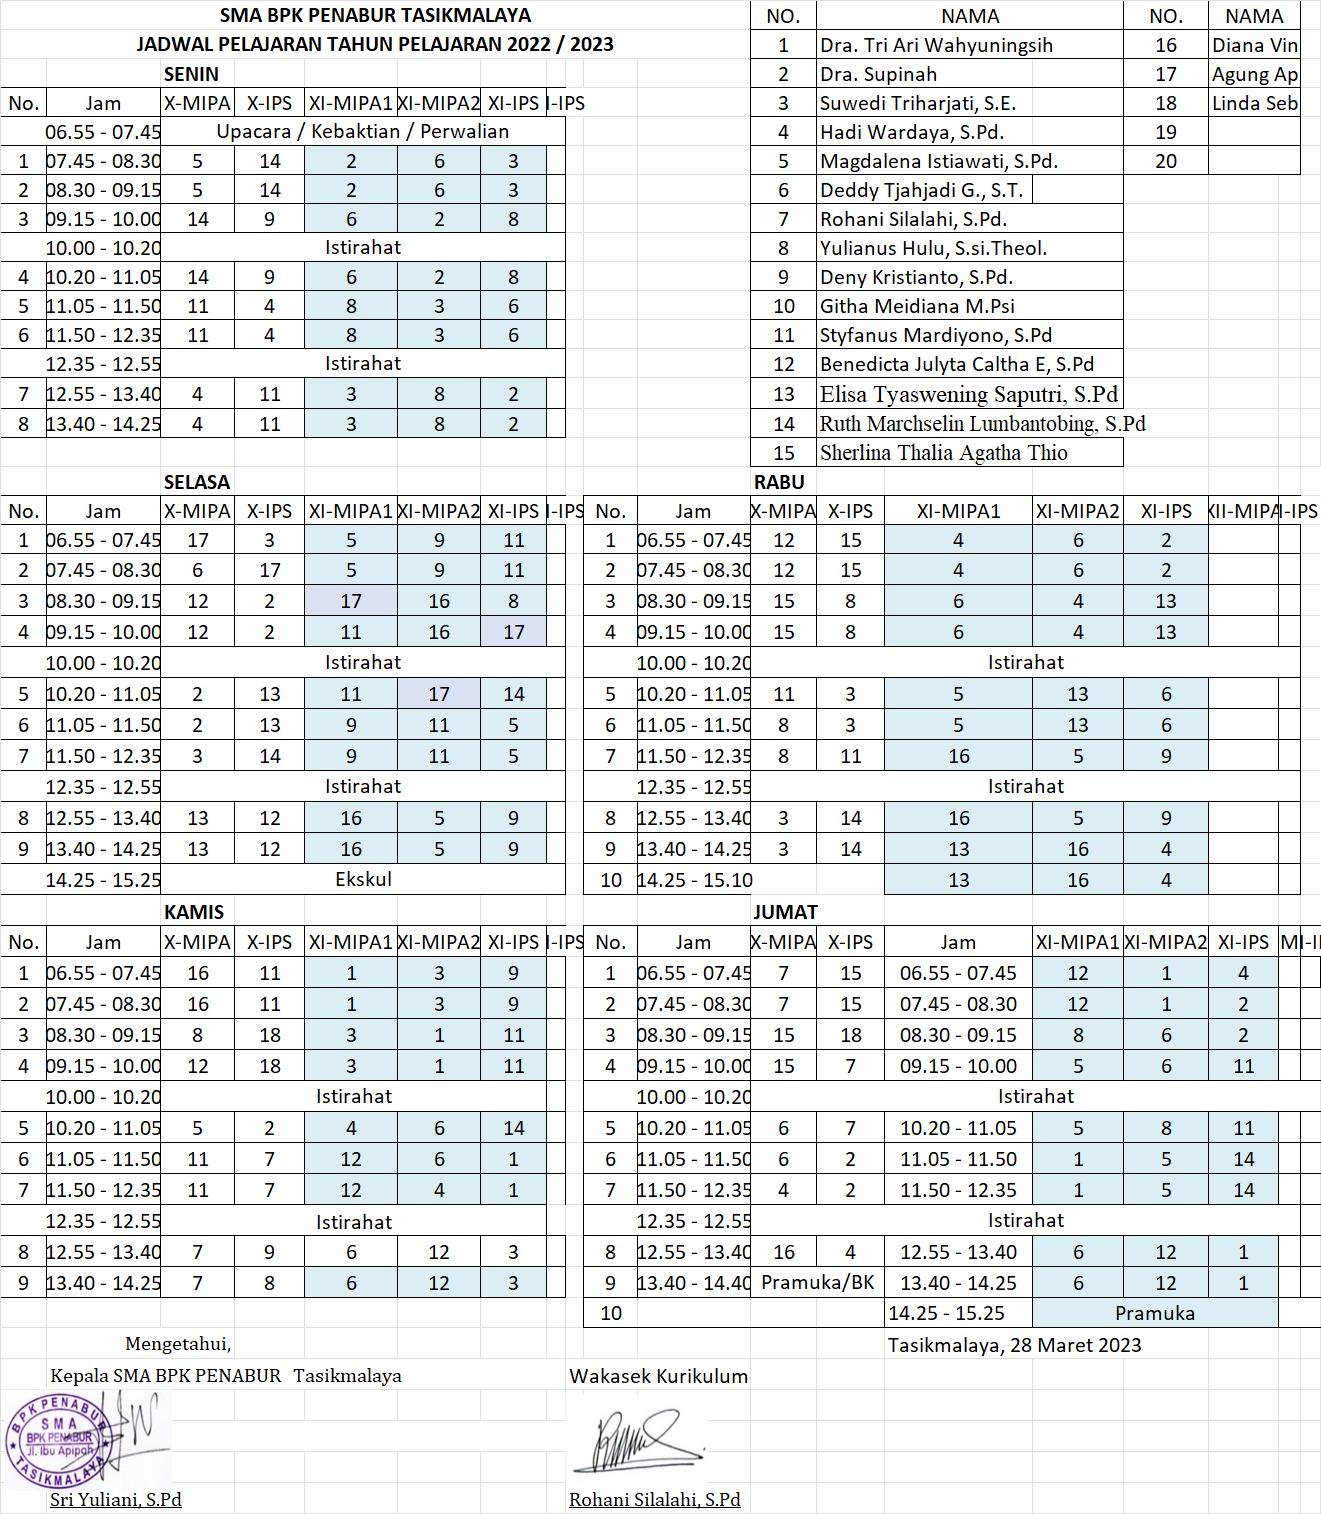 SMA BPK PENABUR TASIKMALAYA
JADWAL PELAJARAN TAHUN PELAJARAN 2022 / 2023
NO. NAMA NO. NAMA
1 Dra. Tri Ari Wahyuningsih 16 Diana Vin
2 Dra. Supinah 17 Agung Ap
3 Suwedi Triharjati, S.E. 18 Linda Seb
4 Hadi Wardaya, S.Pd. 19
5 Magdalena Istiawati, S.Pd. 20
6 Deddy Tjahjadi G., S.T.
7 Rohani Silalahi, S.Pd.
8 Yulianus Hulu, S.si.Theol.
9 Deny Kristianto, S.Pd.
10 Githa Meidiana M.Psi
11 Styfanus Mardiyono, S.Pd
12 Benedicta Julyta Caltha E, S.Pd
13 Elisa Tyaswening Saputri, S.Pd
14 Ruth Marchselin Lumbantobing, S.Pd
15 Sherlina Thalia Agatha Thio
SENIN
No. Jam X-MIPA X-IPS XI-MIPA1 XI-MIPA2 XI-IPS I-IPS
06.55 - 07.45 Upacara / Kebaktian / Perwalian
1 07.45 - 08.30 5 14 2 6 3
2 08.30 - 09.15 5 14 2 6 3
3 09.15 - 10.00 14 9 6 2 8
10.00 - 10.20 Istirahat
4 10.20 - 11.05 14 9 6 2 8
5 11.05 - 11.50 11 4 8 3 6
6 11.50 - 12.35 11 4 8 3 6
12.35 - 12.55 Istirahat
7 12.55 - 13.40 4 11 3 8 2
8 13.40 - 14.25 4 11 3 8 2
SELASA
No. Jam X-MIPA X-IPS XI-MIPA1 XI-MIPA2 XI-IPS I-IPS
1 06.55 - 07.45 17 3 5 9 11
2 07.45 - 08.30 6 17 5 9 11
3 08.30 - 09.15 12 2 17 16 8
4 09.15 - 10.00 12 2 11 16 17
10.00 - 10.20 Istirahat
5 10.20 - 11.05 2 13 11 17 14
6 11.05 - 11.50 2 13 9 11 5
7 11.50 - 12.35 3 14 9 11 5
12.35 - 12.55 Istirahat
8 12.55 - 13.40 13 12 16 5 9
9 13.40 - 14.25 13 12 16 5 9
14.25 - 15.25 Ekskul
RABU
No. Jam X-MIPA X-IPS XI-MIPA1 XI-MIPA2 XI-IPS XII-MIPA I-IPS
1 06.55 - 07.45 12 15 4 6 2
2 07.45 - 08.30 12 15 4 6 2
3 08.30 - 09.15 15 8 6 4 13
4 09.15 - 10.00 15 8 6 4 13
10.00 - 10.20 Istirahat
5 10.20 - 11.05 11 3 5 13 6
6 11.05 - 11.50 8 3 5 13 6
7 11.50 - 12.35 8 11 16 5 9
12.35 - 12.55 Istirahat
8 12.55 - 13.40 3 14 16 5 9
9 13.40 - 14.25 3 14 13 16 4
10 14.25 - 15.10 13 16 4
KAMIS
No. Jam X-MIPA X-IPS XI-MIPA1 XI-MIPA2 XI-IPS I-IPS
1 06.55 - 07.45 16 11 1 3 9
2 07.45 - 08.30 16 11 1 3 9
3 08.30 - 09.15 8 18 3 1 11
4 09.15 - 10.00 12 18 3 1 11
10.00 - 10.20 Istirahat
5 10.20 - 11.05 5 2 4 6 14
6 11.05 - 11.50 11 7 12 6 1
7 11.50 - 12.35 11 7 12 4 1
12.35 - 12.55 Istirahat
8 12.55 - 13.40 7 9 6 12 3
9 13.40 - 14.25 7 8 6 12 3
JUMAT
No. Jam X-MIPA X-IPS Jam XI-MIPA1 XI-MIPA2 XI-IPS
1 06.55 - 07.45 7 15 06.55 - 07.45 12 1 4
2 07.45 - 08.30 7 15 07.45 - 08.30 12 1 2
3 08.30 - 09.15 15 18 08.30 - 09.15 8 6 2
4 09.15 - 10.00 15 7 09.15 - 10.00 5 6 11
10.00 - 10.20 Istirahat
5 10.20 - 11.05 6 7 10.20 - 11.05 5 8 11
6 11.05 - 11.50 6 2 11.05 - 11.50 1 5 14
7 11.50 - 12.35 4 2 11.50 - 12.35 1 5 14
12.35 - 12.55 Istirahat
8 12.55 - 13.40 16 4 12.55 - 13.40 6 12 1
9 13.40 - 14.40 Pramuka/BK 13.40 - 14.25 6 12 1
10 14.25 - 15.25 Pramuka
Mengetahui,
Tasikmalaya, 28 Maret 2023
Kepala SMA BPK PENABUR Tasikmalaya
Wakasek Kurikulum
BPK PENABUR
SMA
BPK PENABUR
Jl. Ibu Apipah
TASIKMALAYA
Sri Yuliani, S.Pd
Rohani Silalahi, S.Pd